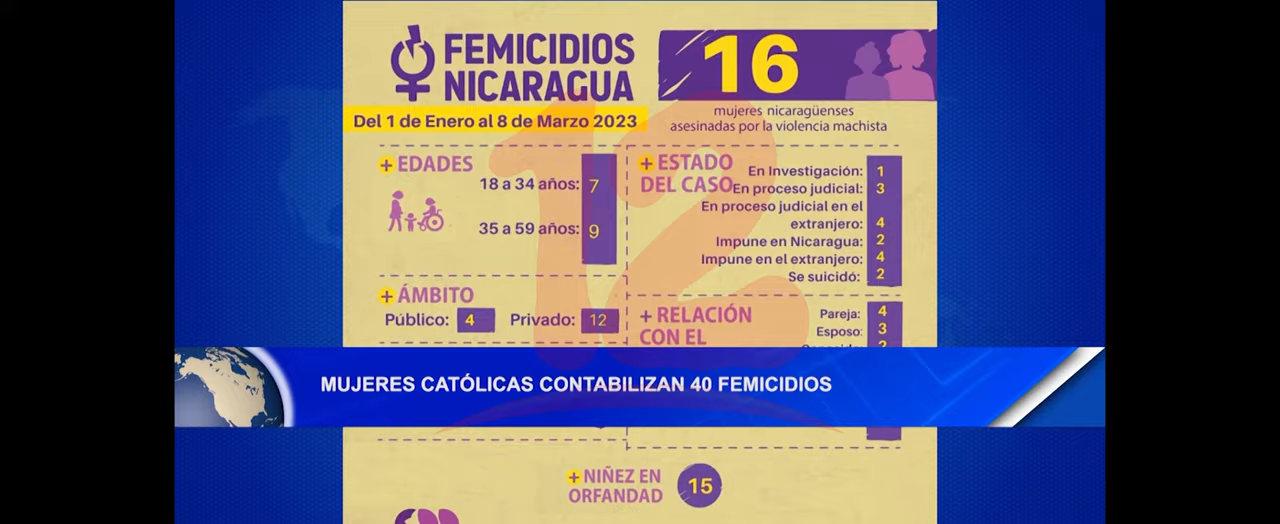 FEMICIDIOS
NICARAGUA
Del 1 de Enero al 8 de Marzo 2023
16
mujeres nicaragüenses
asesinadas por la violencia machista
+ EDADES
18 a 34 años: 7
35 a 59 años: 9
+ ÁMBITO
Público: 4 Privado: 12
+ ESTADO
DEL CASO
En Investigación: 1
En proceso judicial: 3
En proceso judicial en el
extranjero: 4
Impune en Nicaragua: 2
Impune en el extranjero: 4
Se suicidó: 2
+ RELACIÓN
CON EL
Pareja: 4
Esposo: 3
12
MUJERES CATÓLICAS CONTABILIZAN 40 FEMICIDIOS
+ NIÑEZ EN
ORFANDAD
15